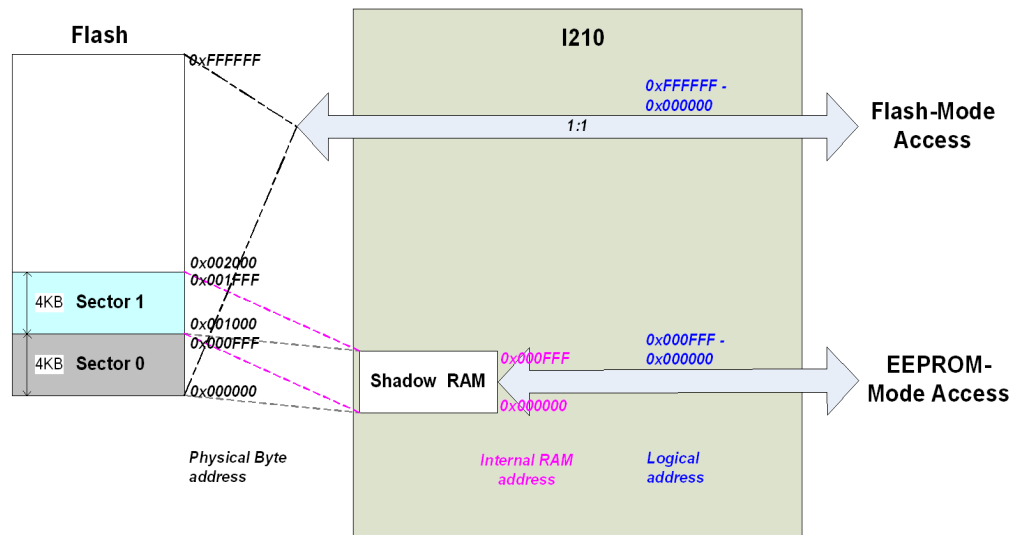 Flash
I210
0xFFFFFF
0xFFFFFF -
0x000000
1:1
Flash-Mode
Access
0x002000
0x001FFF
4KB
Sector 1
0x001000
0x000FFF
4KB
Sector 0
0x000000
Shadow RAM
0x000FFF
0x000000
0x000FFF -
0x000000
EEPROM-
Mode Access
Physical Byte
address
Internal RAM
address
Logical
address